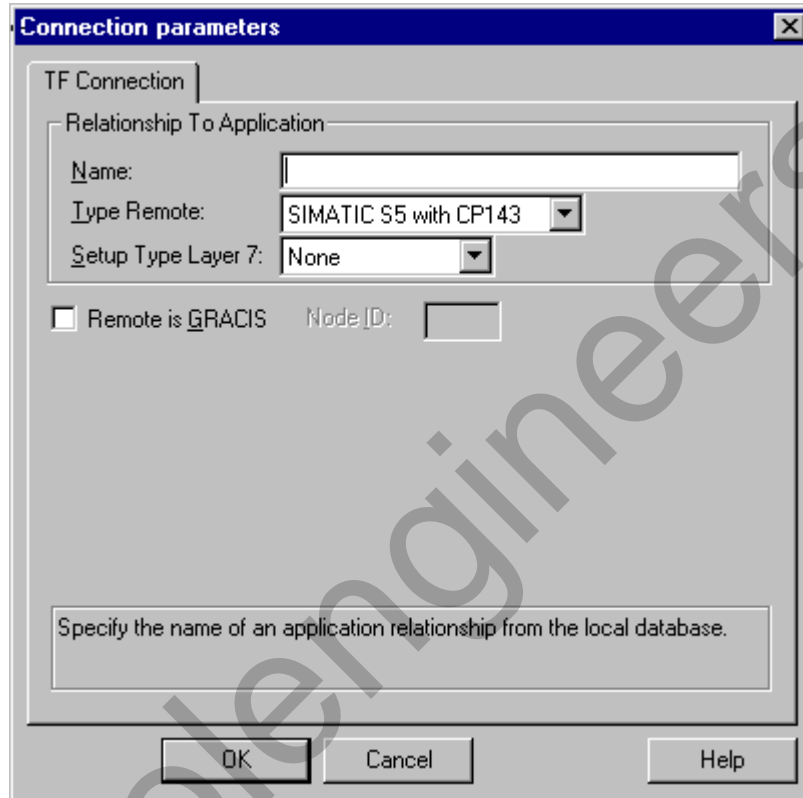 Connection parameters
TF Connection
Relationship To Application
Name:
Type Remote: SIMATIC S5 with CP143
Setup Type Layer 7: None
Remote is GRACIS Node ID:
Specify the name of an application relationship from the local database.
OK Cancel Help
lengineers